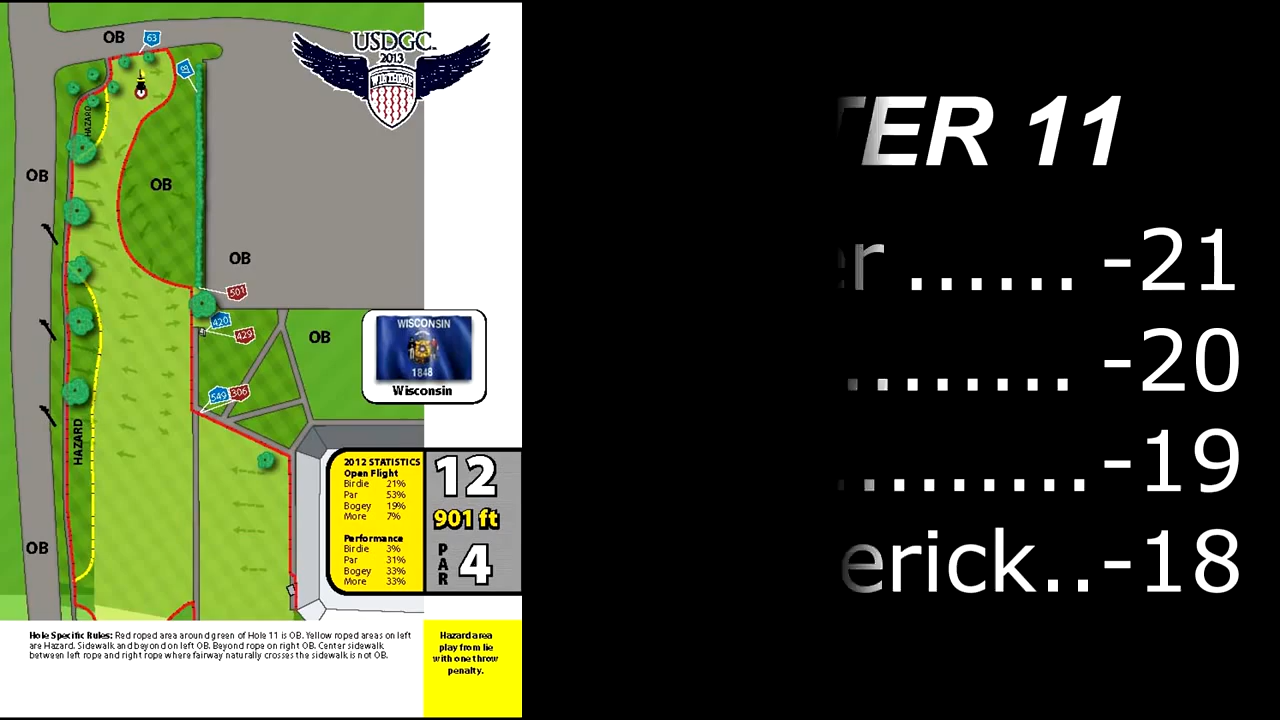 OB
63
USDGC
2013
WINTHROP
18
HAZARD
OB
OB
OB
501
420
429
OB
WISCONSIN
1848
Wisconsin
549
306
HAZARD
OB
2012 STATISTICS
Open Flight
Birdie 21%
Par 53%
Bogey 19%
More 7%
Performance
Birdie 3%
Par 31%
Bogey 33%
More 33%
12
901 ft
PAR 4
Hole Specific Rules: Red roped area around green of Hole 11 is OB. Yellow roped areas on left
are Hazard. Sidewalk and beyond on left OB. Beyond rope on right OB. Center sidewalk
between left rope and right rope where fairway naturally crosses the sidewalk is not OB.
Hazard area
play from lie
with one throw
penalty.
TER 11
er ...... -21
........ -20
......... -19
erick..-18